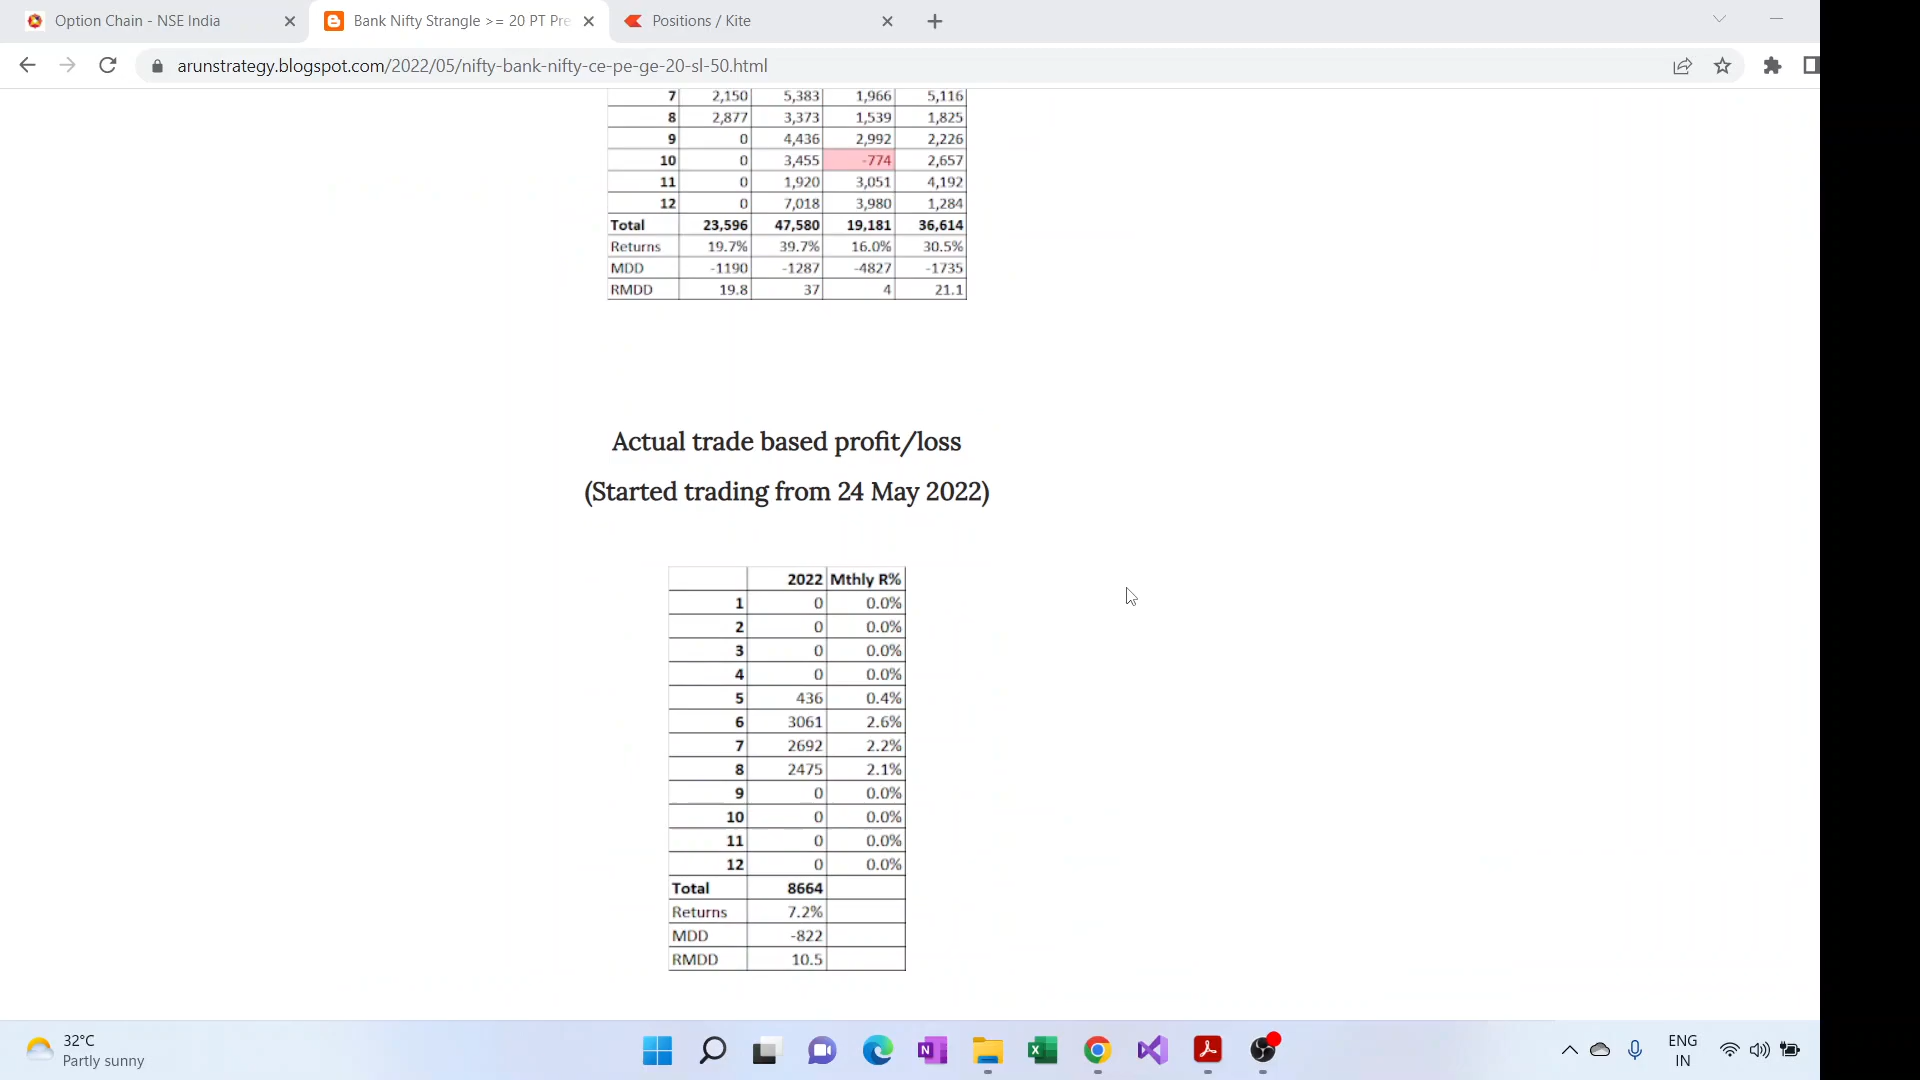 Option Chain - NSE India
Bank Nifty Strangle >= 20 PT Pre
Positions / Kite
arunstrategy.blogspot.com/2022/05/nifty-bank-nifty-ce-pe-ge-20-sl-50.html
7 2,150 5,383 1,966 5,116
8 2,877 3,373 1,539 1,825
9 0 4,436 2,992 2,226
10 0 3,455 -774 2,657
11 0 1,920 3,051 4,192
12 0 7,018 3,980 1,284
Total 23,596 47,580 19,181 36,614
Returns 19.7% 39.7% 16.0% 30.5%
MDD -1190 -1287 -4827 -1735
RMDD 19.8 37 4 21.1
Actual trade based profit/loss
(Started trading from 24 May 2022)
2022 Mthly R%
1 0 0.0%
2 0 0.0%
3 0 0.0%
4 0 0.0%
5 436 0.4%
6 3061 2.6%
7 2692 2.2%
8 2475 2.1%
9 0 0.0%
10 0 0.0%
11 0 0.0%
12 0 0.0%
Total 8664
Returns 7.2%
MDD -822
RMDD 10.5
32°C
Partly sunny
ENG
IN